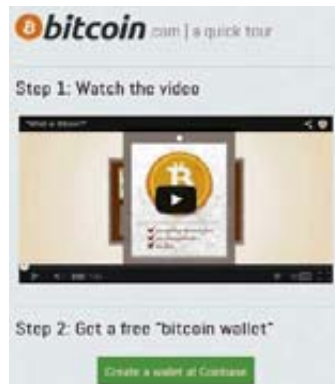 bitcoin.com | a quick tour
Step 1: Watch the video
"What is Bitcoin?"
Step 2: Get a free "bitcoin wallet"
Create a wallet at Coinbase